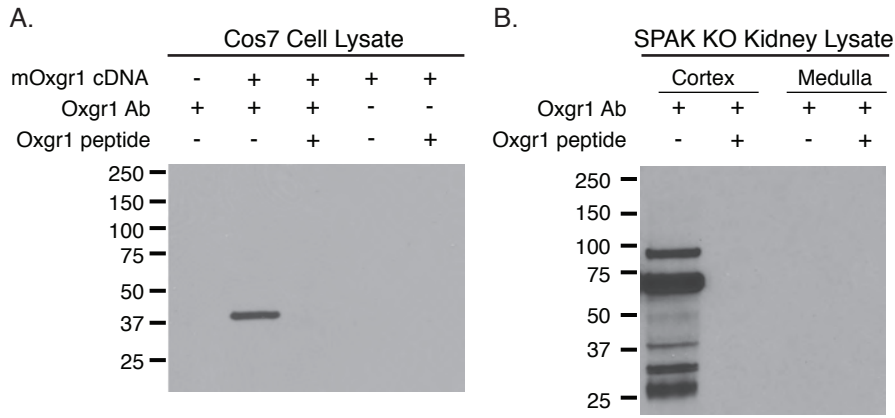 A.
Cos7 Cell Lysate
mOxgr1 cDNA - + + + +
Oxgr1 Ab + + + - -
Oxgr1 peptide - - + - +
250
150
100
75
50
37
25
B.
SPAK KO Kidney Lysate
Cortex Medulla
Oxgr1 Ab + + + +
Oxgr1 peptide - + - +
250
150
100
75
50
37
25